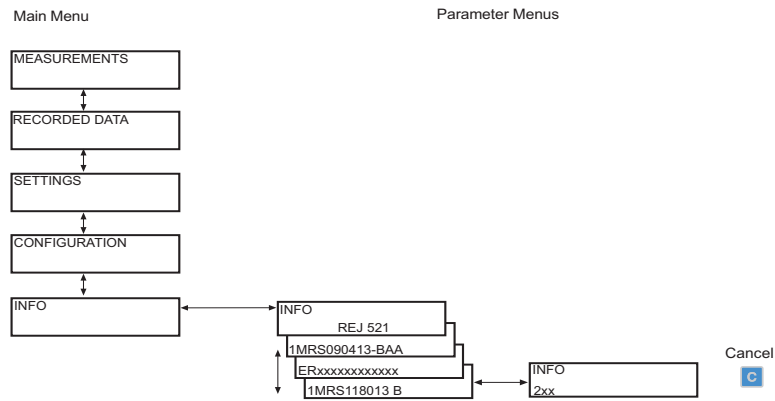 Main Menu
Parameter Menus
MEASUREMENTS
RECORDED DATA
SETTINGS
CONFIGURATION
INFO
INFO
REJ 521
1MRS090413-BAA
ERxxxxxxxxxxxx
1MRS118013 B
INFO
2xx
Cancel
C